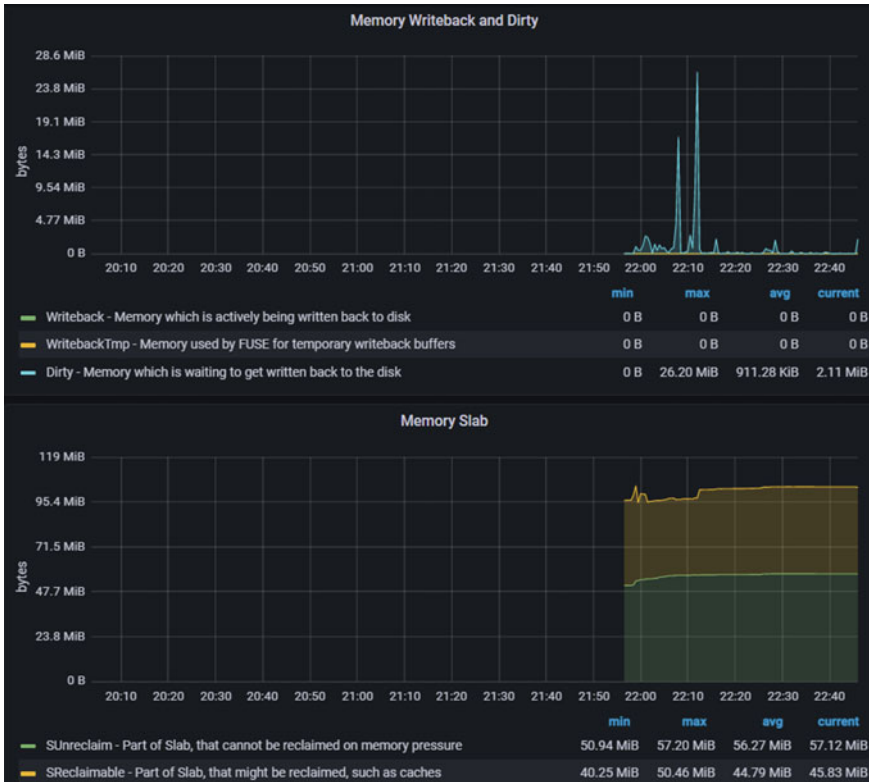 Memory Writeback and Dirty
28.6 MiB
23.8 MiB
19.1 MiB
14.3 MiB
9.54 MiB
4.77 MiB
0 B
bytes
20:10 20:20 20:30 20:40 20:50 21:00 21:10 21:20 21:30 21:40 21:50 22:00 22:10 22:20 22:30 22:40
min max avg current
Writeback - Memory which is actively being written back to disk 0 B 0 B 0 B 0 B
WritebackTmp - Memory used by FUSE for temporary writeback buffers 0 B 0 B 0 B 0 B
Dirty - Memory which is waiting to get written back to the disk 0 B 26.20 MiB 911.28 KiB 2.11 MiB
Memory Slab
119 MiB
95.4 MiB
71.5 MiB
47.7 MiB
23.8 MiB
0 B
bytes
20:10 20:20 20:30 20:40 20:50 21:00 21:10 21:20 21:30 21:40 21:50 22:00 22:10 22:20 22:30 22:40
min max avg current
SUnreclaim - Part of Slab, that cannot be reclaimed on memory pressure 50.94 MiB 57.20 MiB 56.27 MiB 57.12 MiB
SReclaimable - Part of Slab, that might be reclaimed, such as caches 40.25 MiB 50.46 MiB 44.79 MiB 45.83 MiB